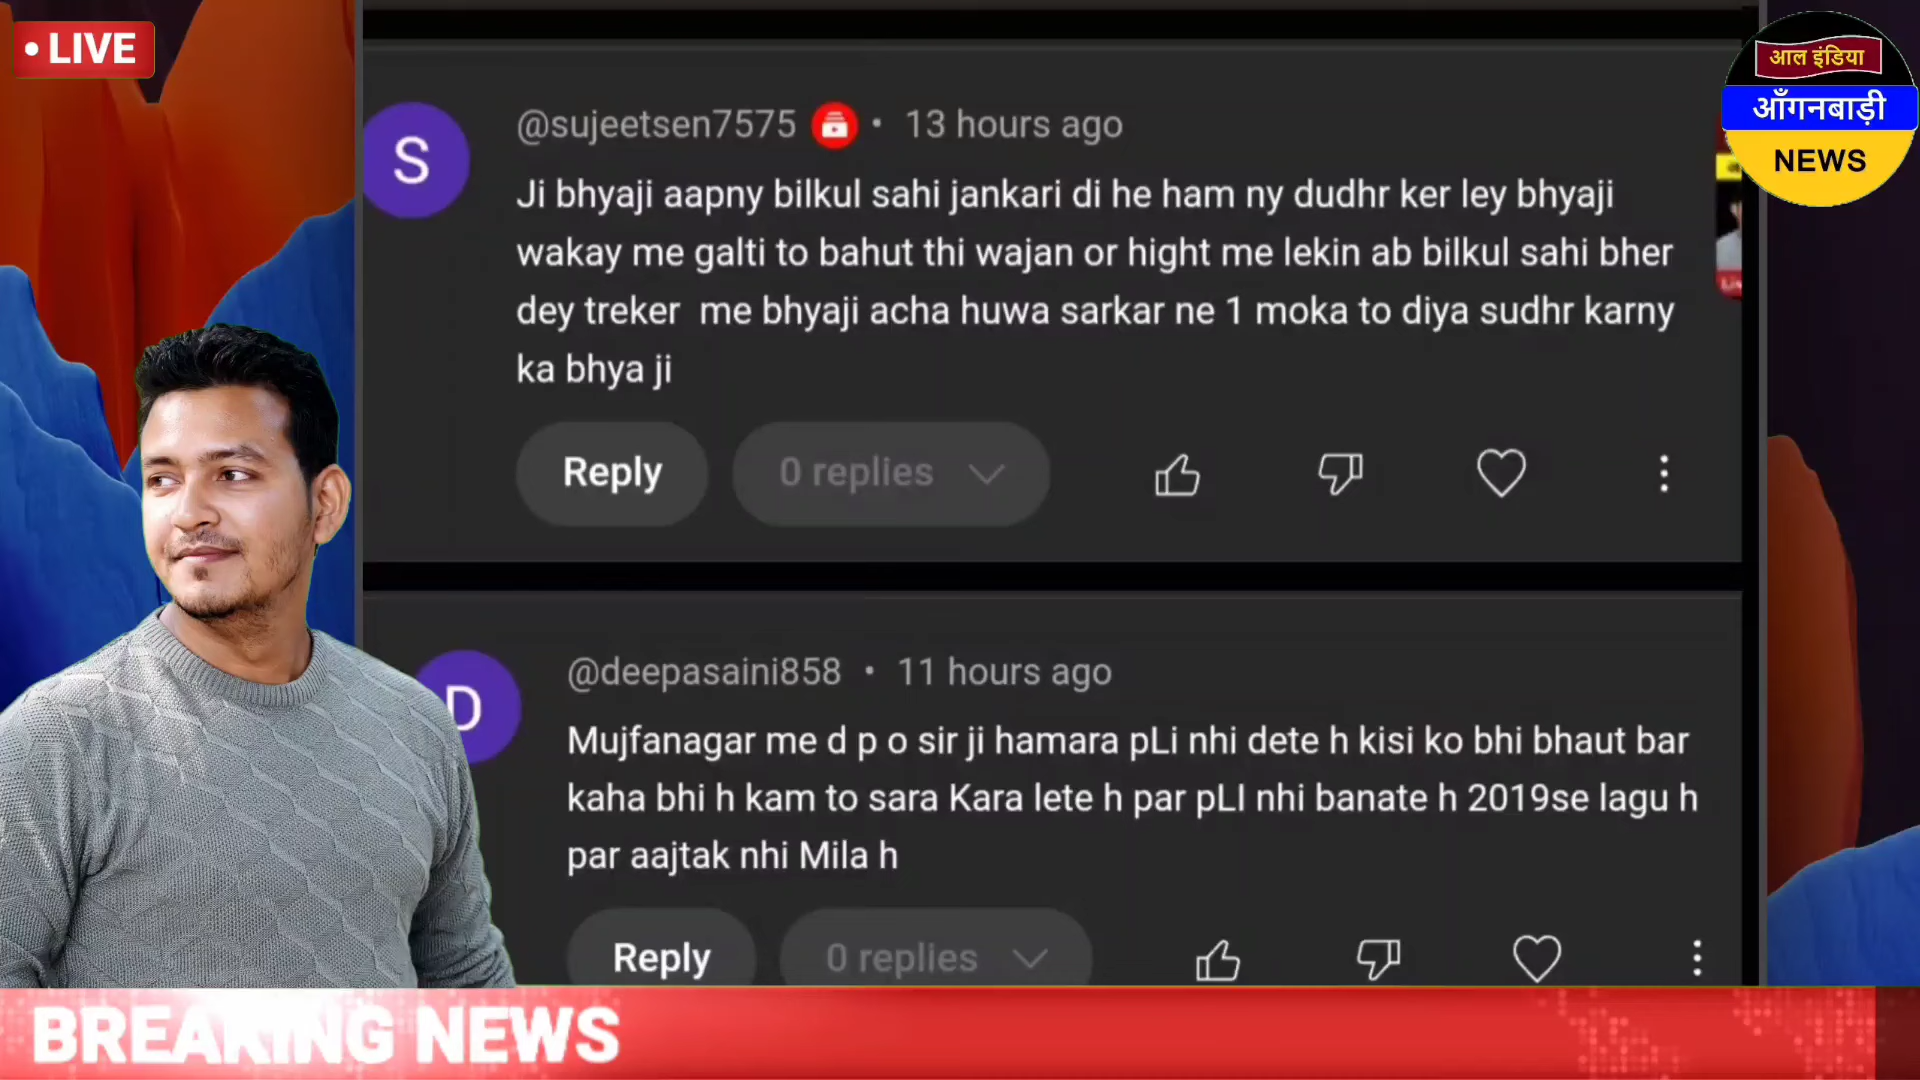 • LIVE
आल इंडिया
आँगनबाड़ी
NEWS
S
@sujeetsen7575 • 13 hours ago
Ji bhyaji aapny bilkul sahi jankari di he ham ny dudhr ker ley bhyaji
wakay me galti to bahut thi wajan or hight me lekin ab bilkul sahi bher
dey treker me bhyaji acha huwa sarkar ne 1 moka to diya sudhr karny
ka bhya ji
Reply
0 replies
D
@deepasaini858 • 11 hours ago
Mujfanagar me d p o sir ji hamara pLi nhi dete h kisi ko bhi bhaut bar
kaha bhi h kam to sara Kara lete h par pLI nhi banate h 2019se lagu h
par aajtak nhi Mila h
Reply
0 replies
BREAKING NEWS